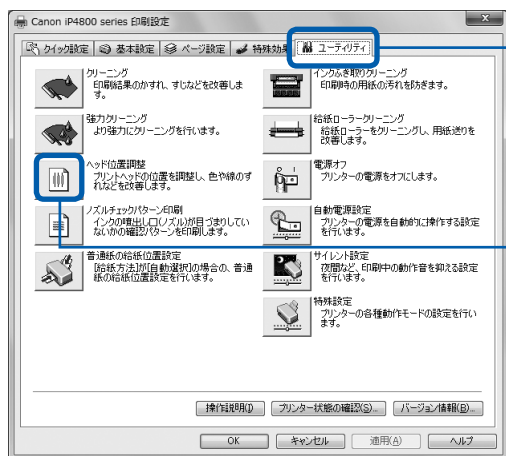 Canon iP4800 series 印刷設定
クイック設定 基本設定 ページ設定 特殊効果 ユーティリティ
クリーニング
印刷結果のかすれ、すじなどを改善しま
す。
強力クリーニング
より強力にクリーニングを行います。
ヘッド位置調整
プリントヘッドの位置を調整し、色や線のず
れなどを改善します。
ノズルチェックパターン印刷
インクの噴出し口(ノズル)が目づまりしてい
ないかの確認パターンを印刷します。
普通紙の給紙位置設定
[給紙方法]が[自動選択]の場合の、普通
紙の給紙位置設定を行います。
インクふき取りクリーニング
印刷時の用紙の汚れを防ぎます。
給紙ローラークリーニング
給紙ローラーをクリーニングし、用紙送りを
改善します。
電源オフ
プリンターの電源をオフにします。
自動電源設定
プリンターの電源を自動的に操作する設定
を行います。
サイレント設定
夜間など、印刷中の動作音を抑える設定
を行います。
特殊設定
プリンターの各種動作モードの設定を行い
ます。
操作説明(I) プリンター状態の確認(S)... バージョン情報(B)...
OK キャンセル 適用(A) ヘルプ